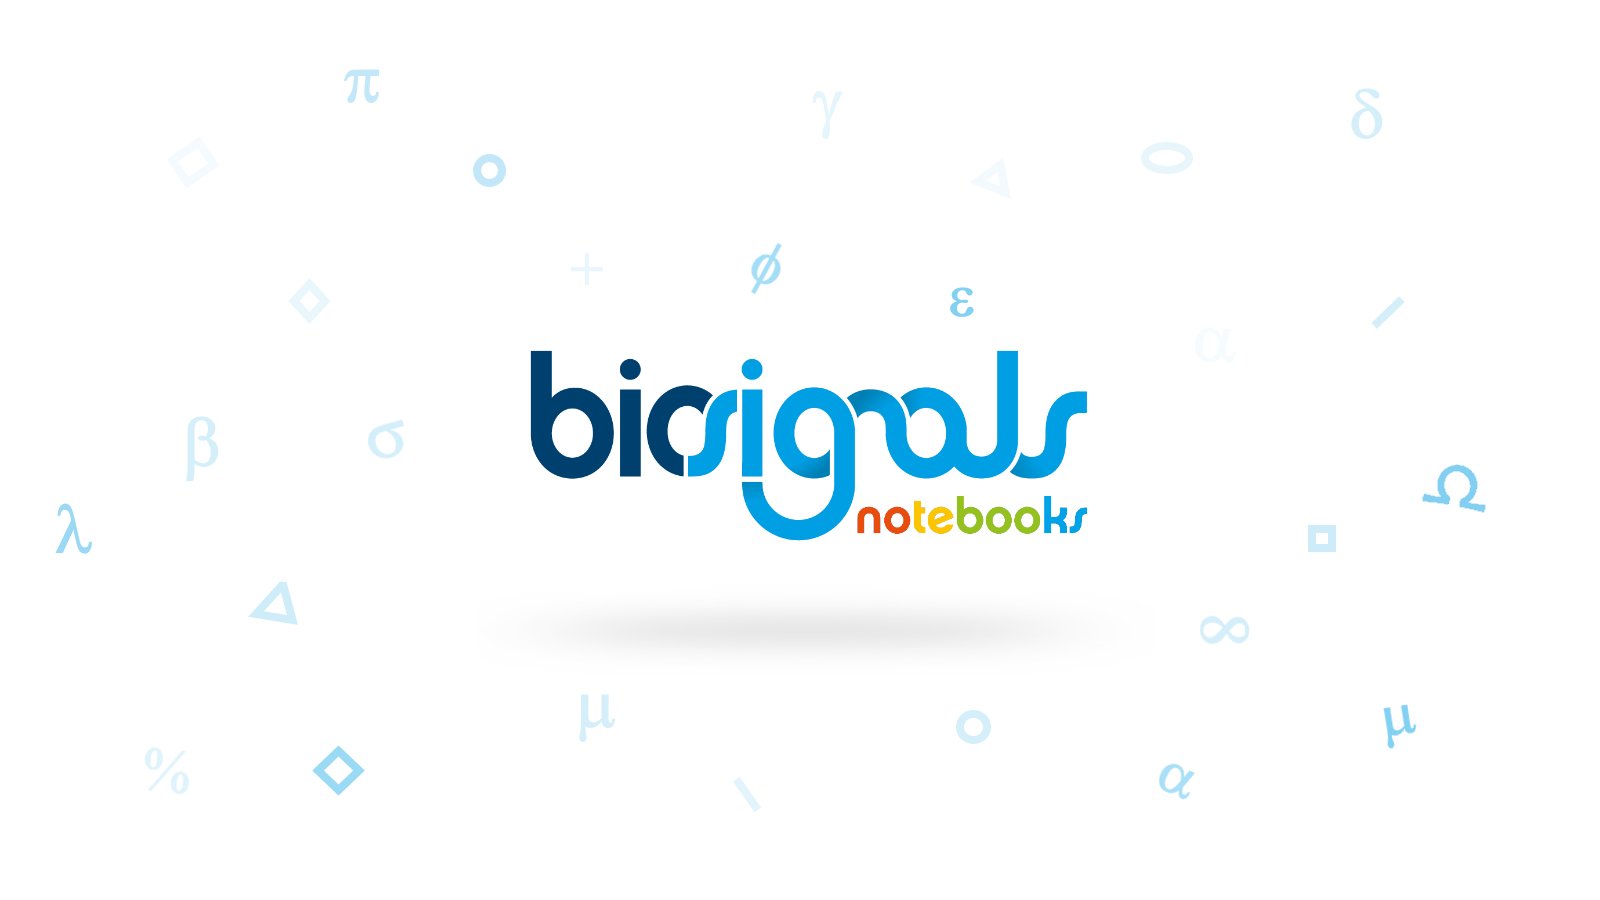 π
γ
δ
+
ϕ
ε
α
biosignals
notebooks
β
σ
λ
Ω
∞
μ
μ
%
α